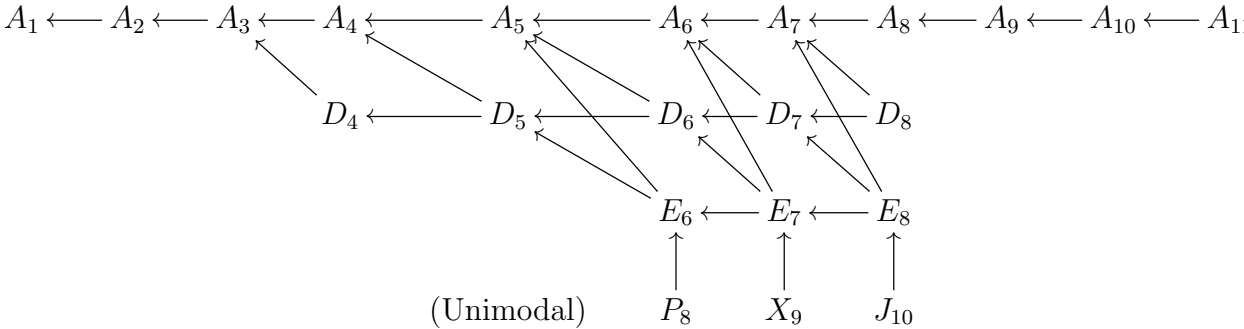 A₁ ← A₂ ← A₃ ← A₄ ← A₅ ← A₆ ← A₇ ← A₈ ← A₉ ← A₁₀ ← A₁₁
D₄ ← D₅ ← D₆ ← D₇ ← D₈
E₆ ← E₇ ← E₈
(Unimodal) P₈ X₉ J₁₀